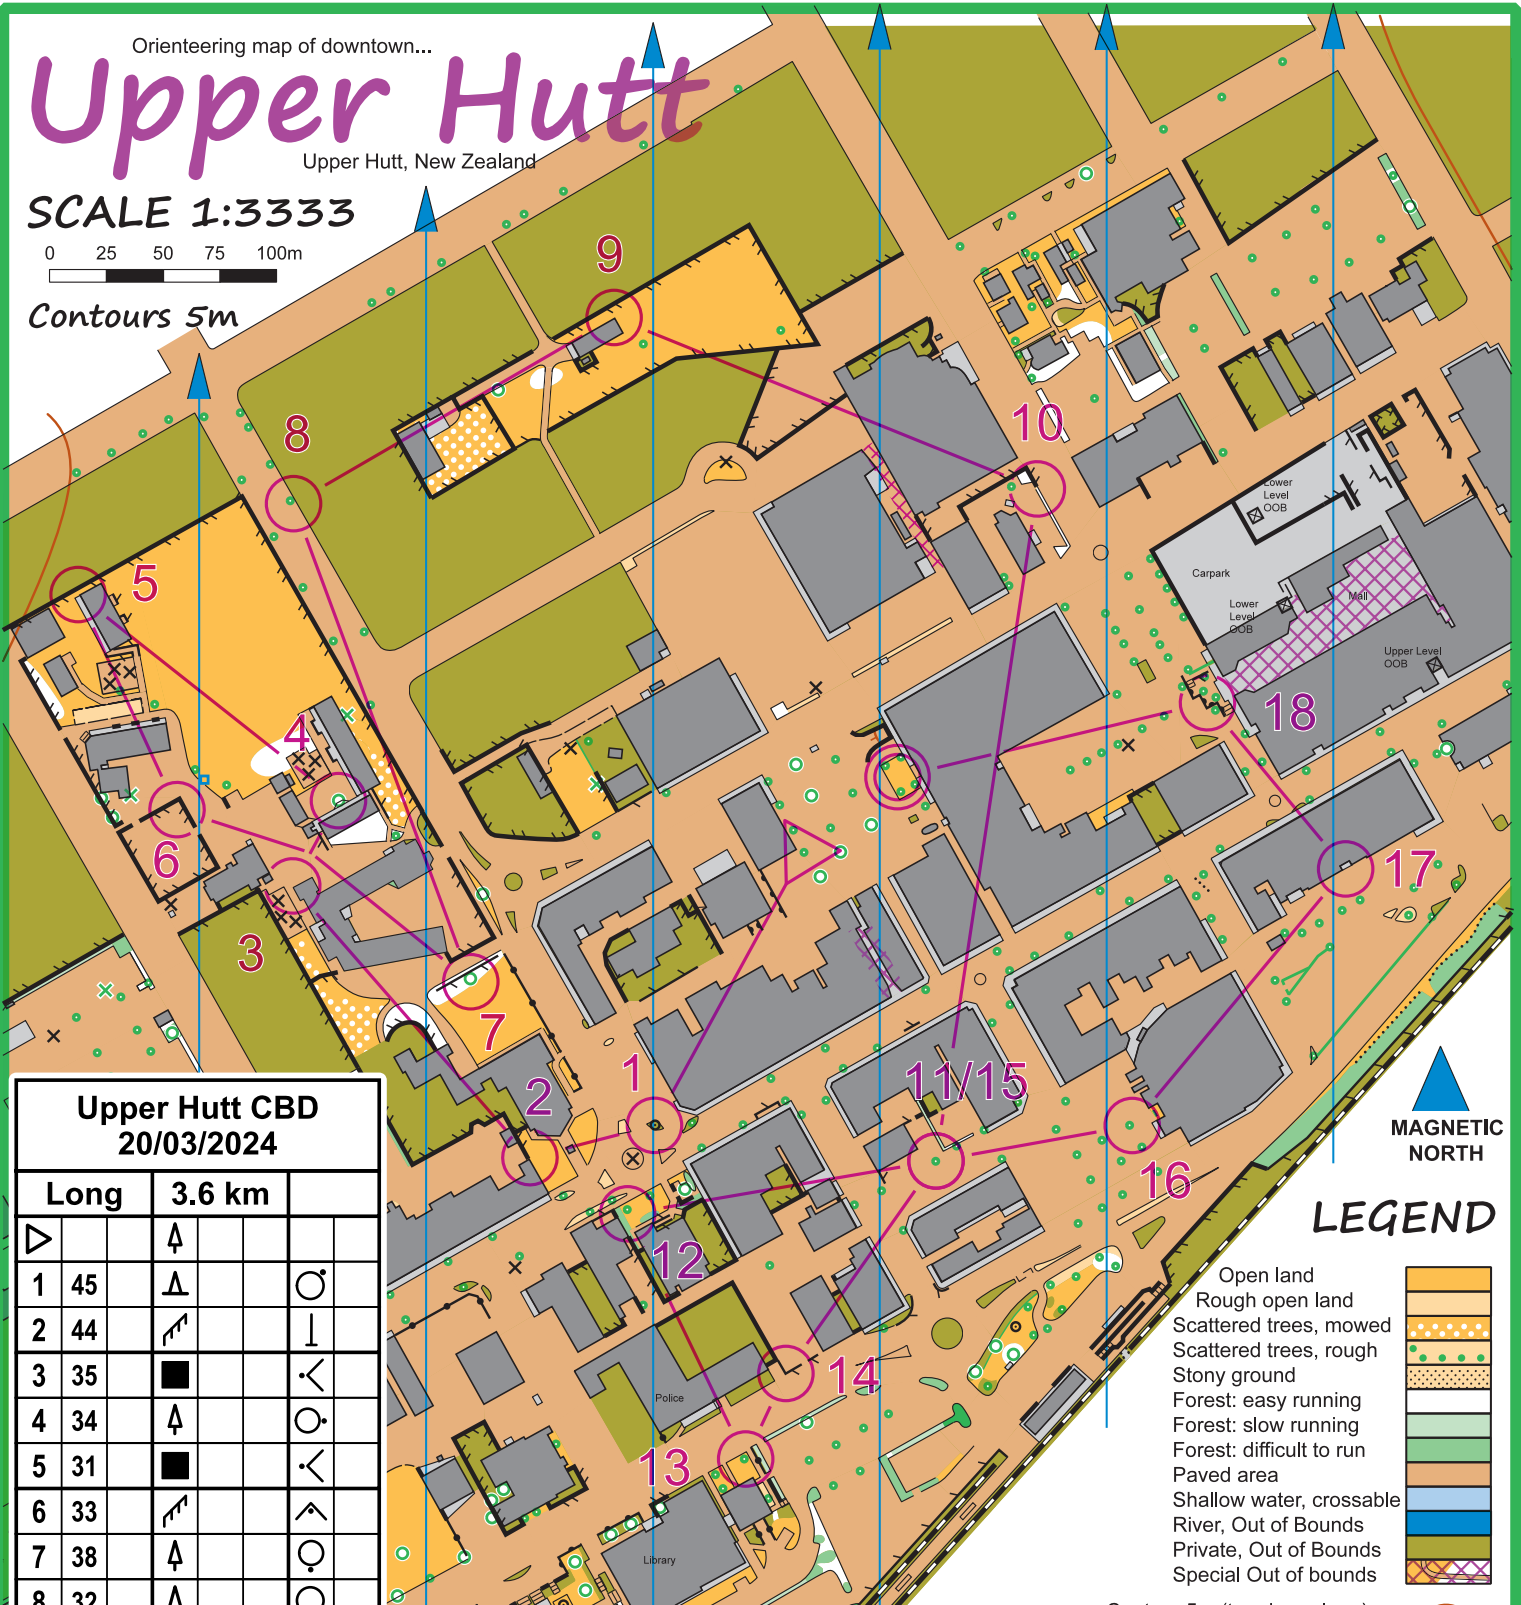 Orienteering map of downtown...
Upper Hutt
Upper Hutt, New Zealand
SCALE 1:3333
0 25 50 75 100m
Contours 5m
9
8
10
5
4
6
3
7
2
1
11/15
12
13
14
16
17
18
Lower
Level
OOB
Carpark
Lower
Level
OOB
Mall
Upper Level
OOB
Police
Library
Upper Hutt CBD
20/03/2024
Long 3.6 km
1 45
2 44
3 35
4 34
5 31
6 33
7 38
8 32
MAGNETIC
NORTH
LEGEND
Open land
Rough open land
Scattered trees, mowed
Scattered trees, rough
Stony ground
Forest: easy running
Forest: slow running
Forest: difficult to run
Paved area
Shallow water, crossable
River, Out of Bounds
Private, Out of Bounds
Special Out of bounds